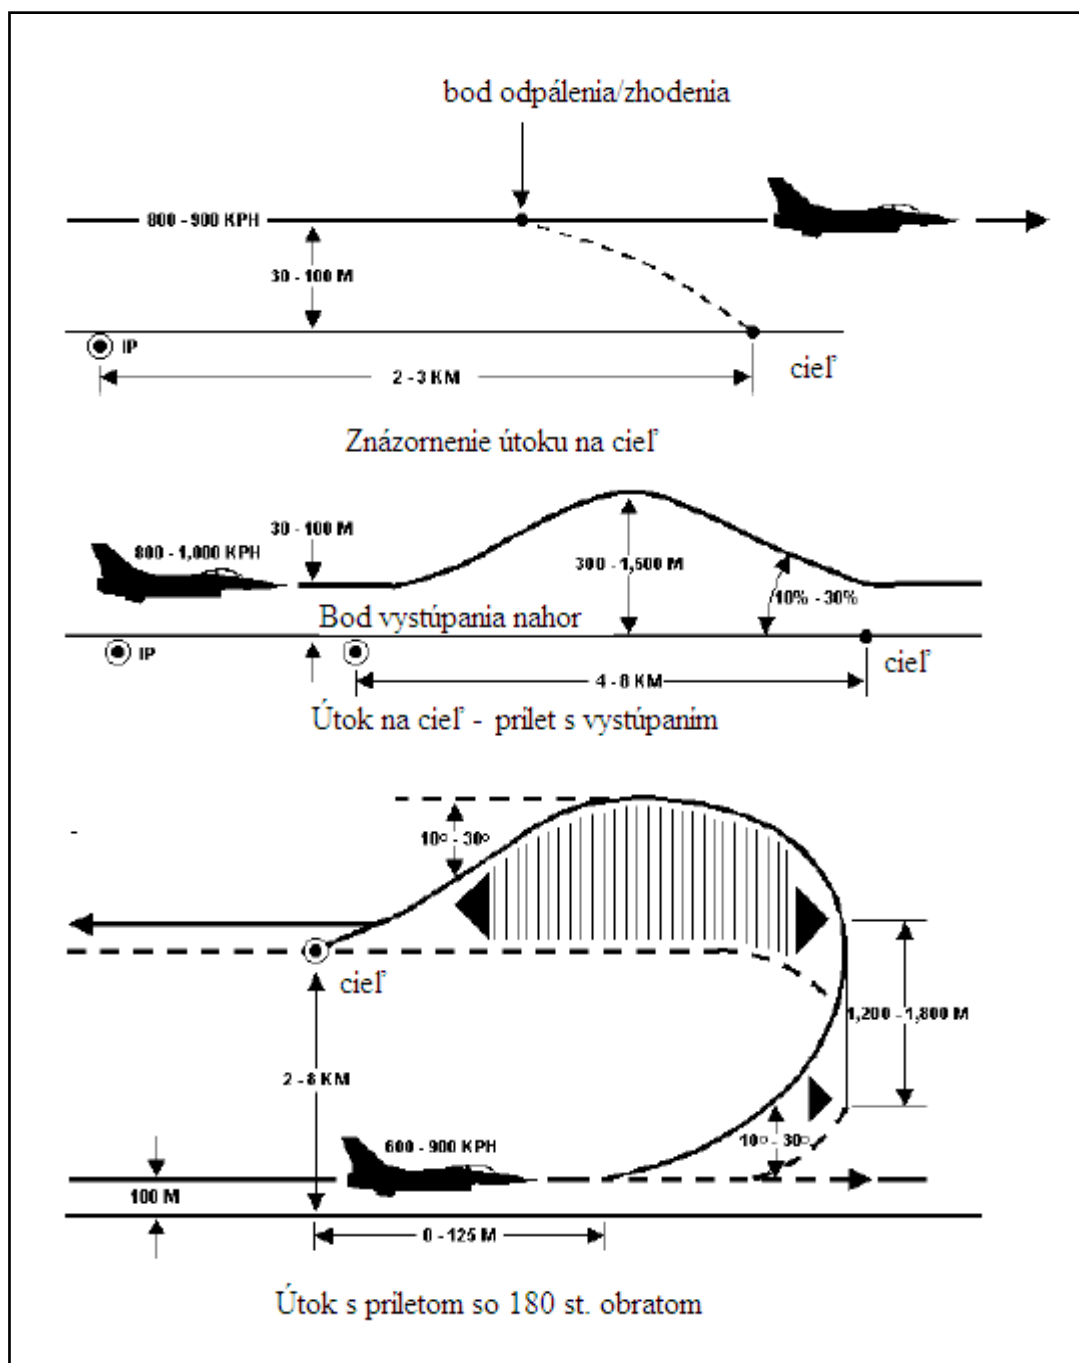 bod odpálenia/zhodenia
800 - 900 KPH
30 - 100 M
IP
cieľ
2 - 3 KM
Znázornenie útoku na cieľ
30 - 100 M
800 - 1,000 KPH
300 - 1,500 M
10% - 30%
Bod vystúpania nahor
IP
cieľ
4 - 8 KM
Útok na cieľ - prílet s vystúpaním
10° - 30°
cieľ
1,200 - 1,800 M
2 - 8 KM
10° - 30°
600 - 900 KPH
100 M
0 - 125 M
Útok s príletom so 180 st. obratom